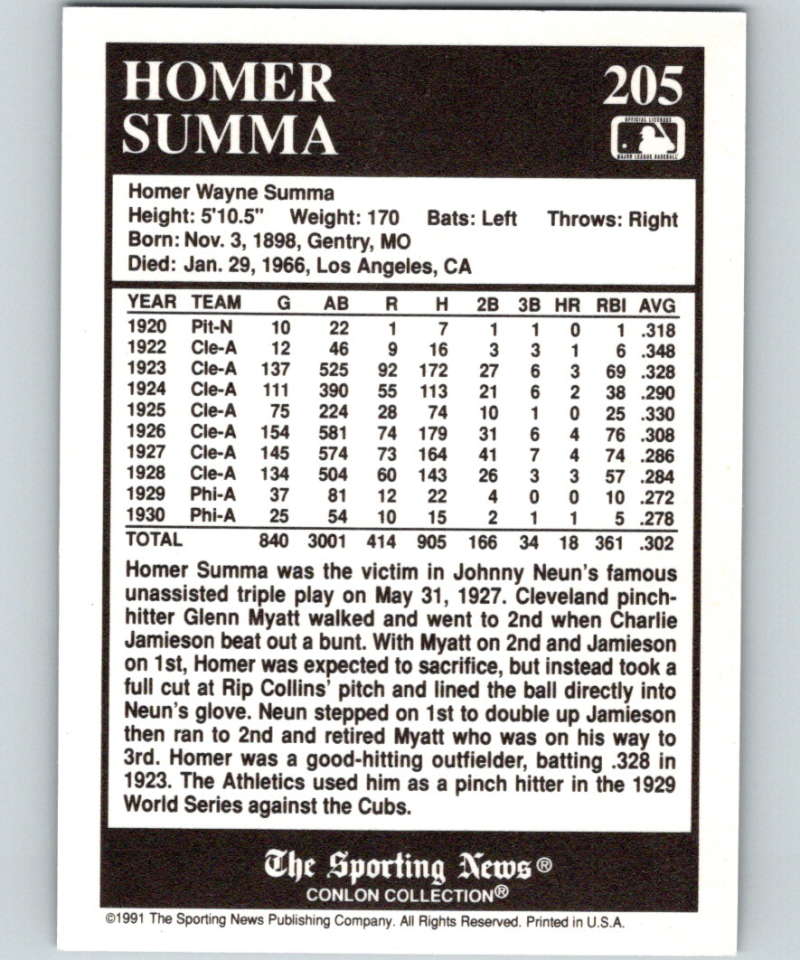 HOMER 205
SUMMA
OFFICIAL LICENSEE
MAJOR LEAGUE BASEBALL
Homer Wayne Summa
Height: 5'10.5" Weight: 170 Bats: Left Throws: Right
Born: Nov. 3, 1898, Gentry, MO
Died: Jan. 29, 1966, Los Angeles, CA
YEAR TEAM G AB R H 2B 3B HR RBI AVG
1920 Pit-N 10 22 1 7 1 1 0 1 .318
1922 Cle-A 12 46 9 16 3 3 1 6 .348
1923 Cle-A 137 525 92 172 27 6 3 69 .328
1924 Cle-A 111 390 55 113 21 6 2 38 .290
1925 Cle-A 75 224 28 74 10 1 0 25 .330
1926 Cle-A 154 581 74 179 31 6 4 76 .308
1927 Cle-A 145 574 73 164 41 7 4 74 .286
1928 Cle-A 134 504 60 143 26 3 3 57 .284
1929 Phi-A 37 81 12 22 4 0 0 10 .272
1930 Phi-A 25 54 10 15 2 1 1 5 .278
TOTAL 840 3001 414 905 166 34 18 361 .302
Homer Summa was the victim in Johnny Neun's famous
unassisted triple play on May 31, 1927. Cleveland pinch-
hitter Glenn Myatt walked and went to 2nd when Charlie
Jamieson beat out a bunt. With Myatt on 2nd and Jamieson
on 1st, Homer was expected to sacrifice, but instead took a
full cut at Rip Collins' pitch and lined the ball directly into
Neun's glove. Neun stepped on 1st to double up Jamieson
then ran to 2nd and retired Myatt who was on his way to
3rd. Homer was a good-hitting outfielder, batting .328 in
1923. The Athletics used him as a pinch hitter in the 1929
World Series against the Cubs.
The Sporting News®
CONLON COLLECTION®
©1991 The Sporting News Publishing Company. All Rights Reserved. Printed in U.S.A.